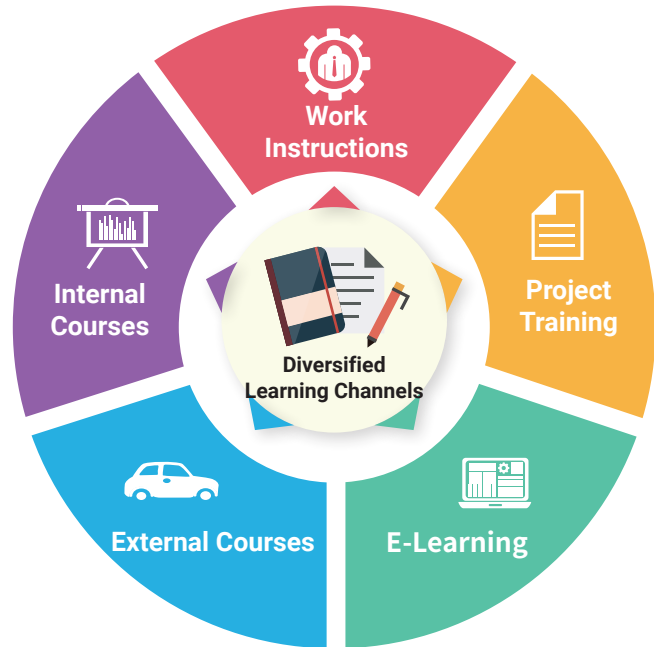 Work
Instructions
Project
Training
E-Learning
External Courses
Internal
Courses
Diversified
Learning Channels